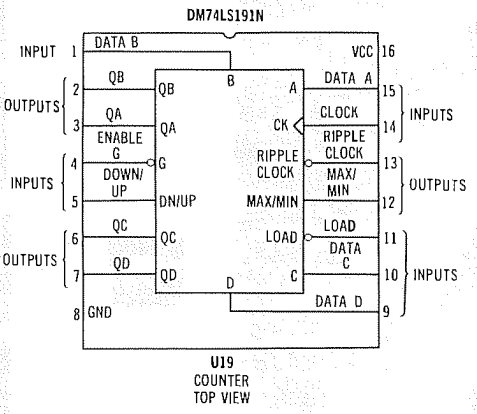 DM74LS191N
INPUT 1 DATA B VCC 16
2 QB QB B A DATA A 15
OUTPUTS
3 QA QA CK CLOCK 14 INPUTS
ENABLE G 4 G RIPPLE CLOCK RIPPLE CLOCK 13
INPUTS
DOWN/UP 5 DN/UP MAX/MIN MAX/MIN 12 OUTPUTS
6 QC QC LOAD LOAD 11
OUTPUTS
7 QD QD C DATA C 10 INPUTS
8 GND D DATA D 9
U19
COUNTER
TOP VIEW